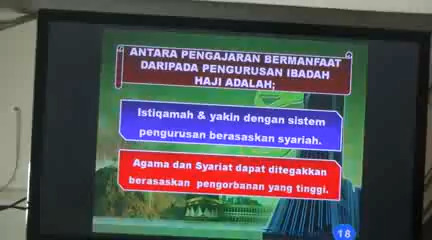 ANTARA PENGAJARAN BERMANFAAT
DARIPADA PENGURUSAN IBADAH
HAJI ADALAH;
Istiqamah & yakin dengan sistem
pengurusan berasaskan syariah.
Agama dan Syariat dapat ditegakkan
berasaskan pengorbanan yang tinggi.
18